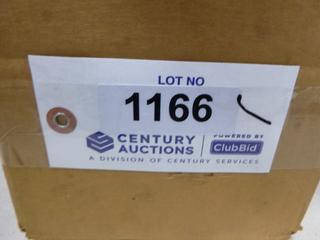 LOT NO
1166
CENTURY AUCTIONS
POWERED BY
ClubBid
A DIVISION OF CENTURY SERVICES